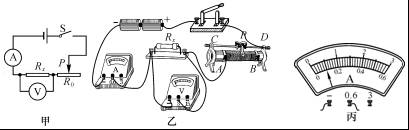 S
A
P
Rₓ
R₀
V
甲
− +
C P D
Rₓ
A B
A
V
乙
0 1 2 3
0 0.2 0.4 0.6
A
− 0.6 3
丙